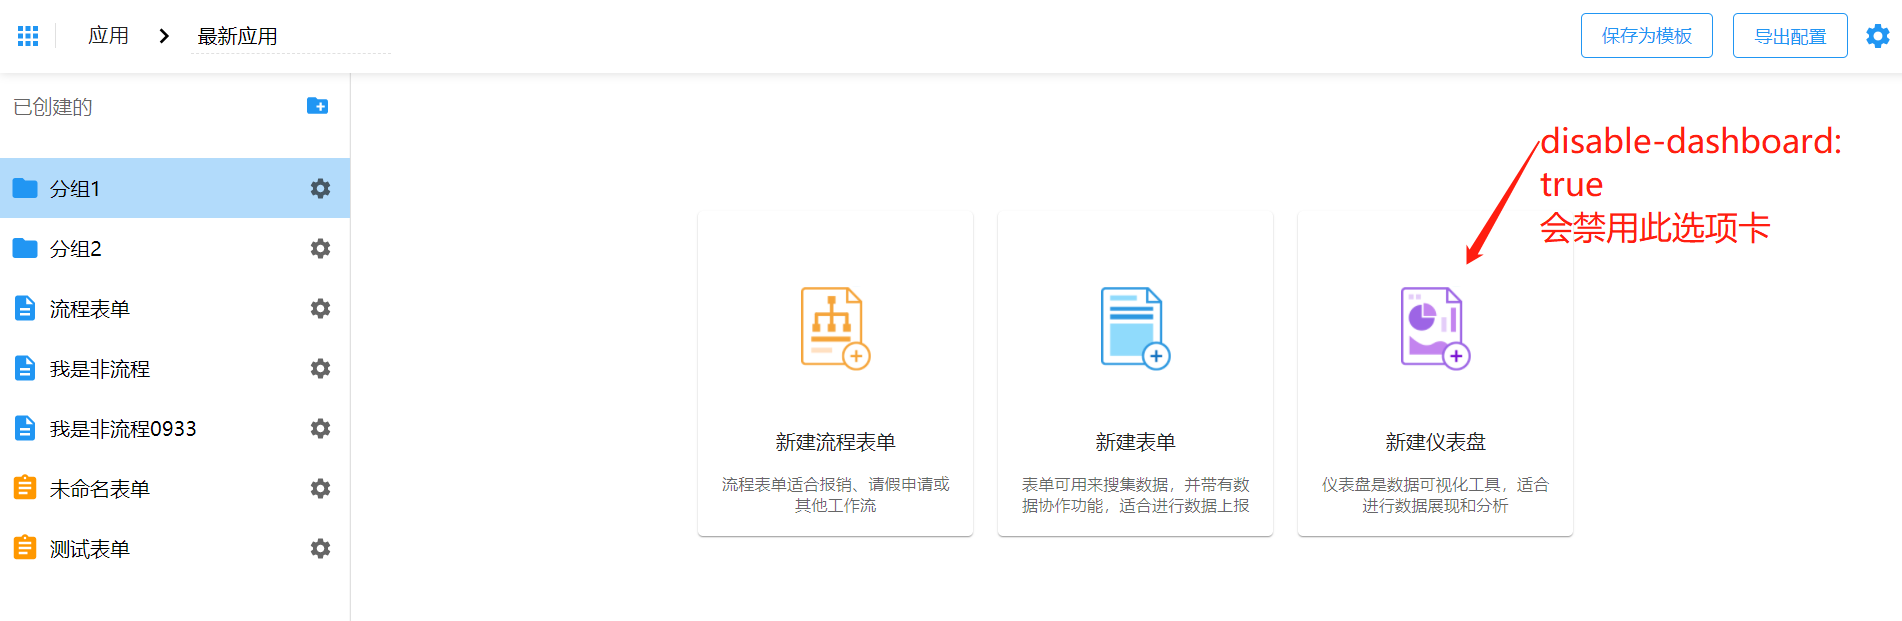 应用
最新应用
保存为模板
导出配置
已创建的
分组1
分组2
流程表单
我是非流程
我是非流程0933
未命名表单
测试表单
disable-dashboard:
true
会禁用此选项卡
新建流程表单
流程表单适合报销、请假申请或
其他工作流
新建表单
表单可用来搜集数据，并带有数
据协作功能，适合进行数据上报
新建仪表盘
仪表盘是数据可视化工具，适合
进行数据展现和分析